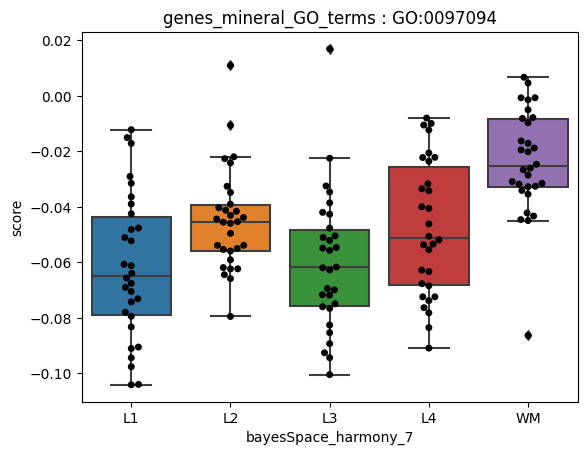 genes_mineral_GO_terms : GO:0097094
0.02
0.00
−0.02
−0.04
−0.06
−0.08
−0.10
score
L1 L2 L3 L4 WM
bayesSpace_harmony_7